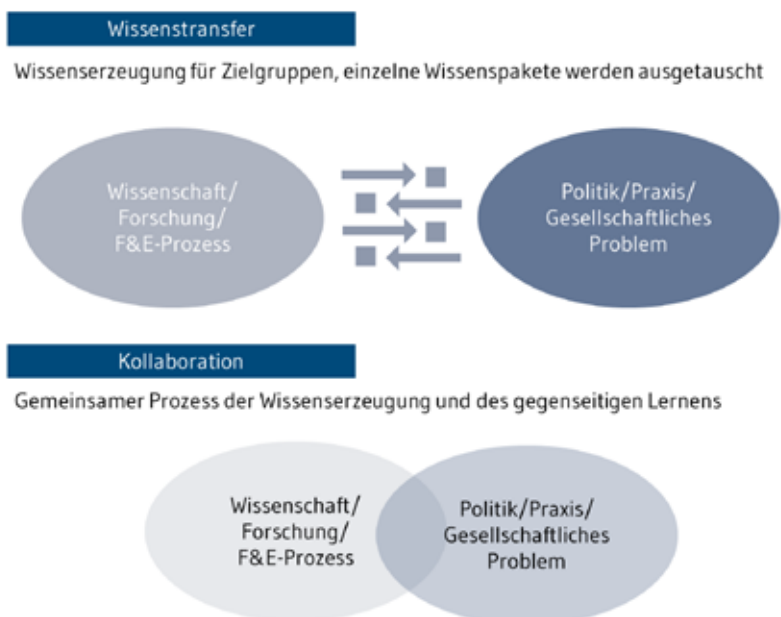 Wissenstransfer
Wissenserzeugung für Zielgruppen, einzelne Wissenspakete werden ausgetauscht
Wissenschaft/
Forschung/
F&E-Prozess
Politik/Praxis/
Gesellschaftliches
Problem
Kollaboration
Gemeinsamer Prozess der Wissenserzeugung und des gegenseitigen Lernens
Wissenschaft/
Forschung/
F&E-Prozess
Politik/Praxis/
Gesellschaftliches
Problem